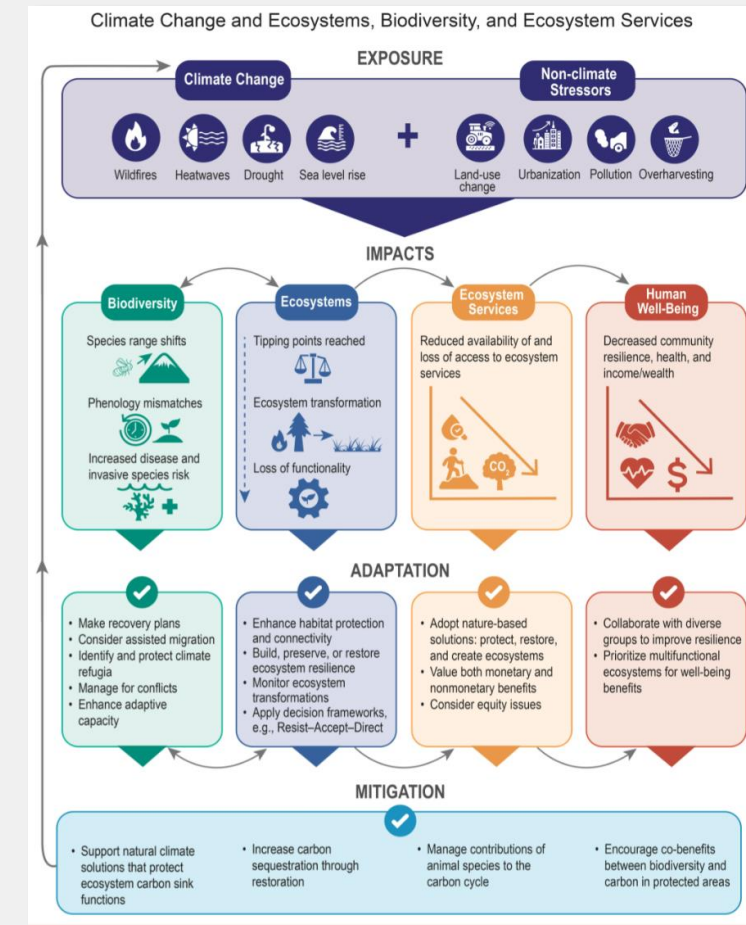 Climate Change and Ecosystems, Biodiversity, and Ecosystem Services
EXPOSURE
Climate Change
Non-climate
Stressors
Wildfires
Heatwaves
Drought
Sea level rise
+
Land-use
change
Urbanization
Pollution
Overharvesting
IMPACTS
Biodiversity
Species range shifts
Phenology mismatches
Increased disease and
invasive species risk
Ecosystems
Tipping points reached
Ecosystem transformation
Loss of functionality
Ecosystem
Services
Reduced availability of and
loss of access to ecosystem
services
CO₂
Human
Well-Being
Decreased community
resilience, health, and
income/wealth
$
ADAPTATION
• Make recovery plans
• Consider assisted migration
• Identify and protect climate
refugia
• Manage for conflicts
• Enhance adaptive
capacity
• Enhance habitat protection
and connectivity
• Build, preserve, or restore
ecosystem resilience
• Monitor ecosystem
transformations
• Apply decision frameworks,
e.g., Resist–Accept–Direct
• Adopt nature-based
solutions: protect, restore,
and create ecosystems
• Value both monetary and
nonmonetary benefits
• Consider equity issues
• Collaborate with diverse
groups to improve resilience
• Prioritize multifunctional
ecosystems for well-being
benefits
MITIGATION
• Support natural climate
solutions that protect
ecosystem carbon sink
functions
• Increase carbon
sequestration through
restoration
• Manage contributions of
animal species to the
carbon cycle
• Encourage co-benefits
between biodiversity and
carbon in protected areas